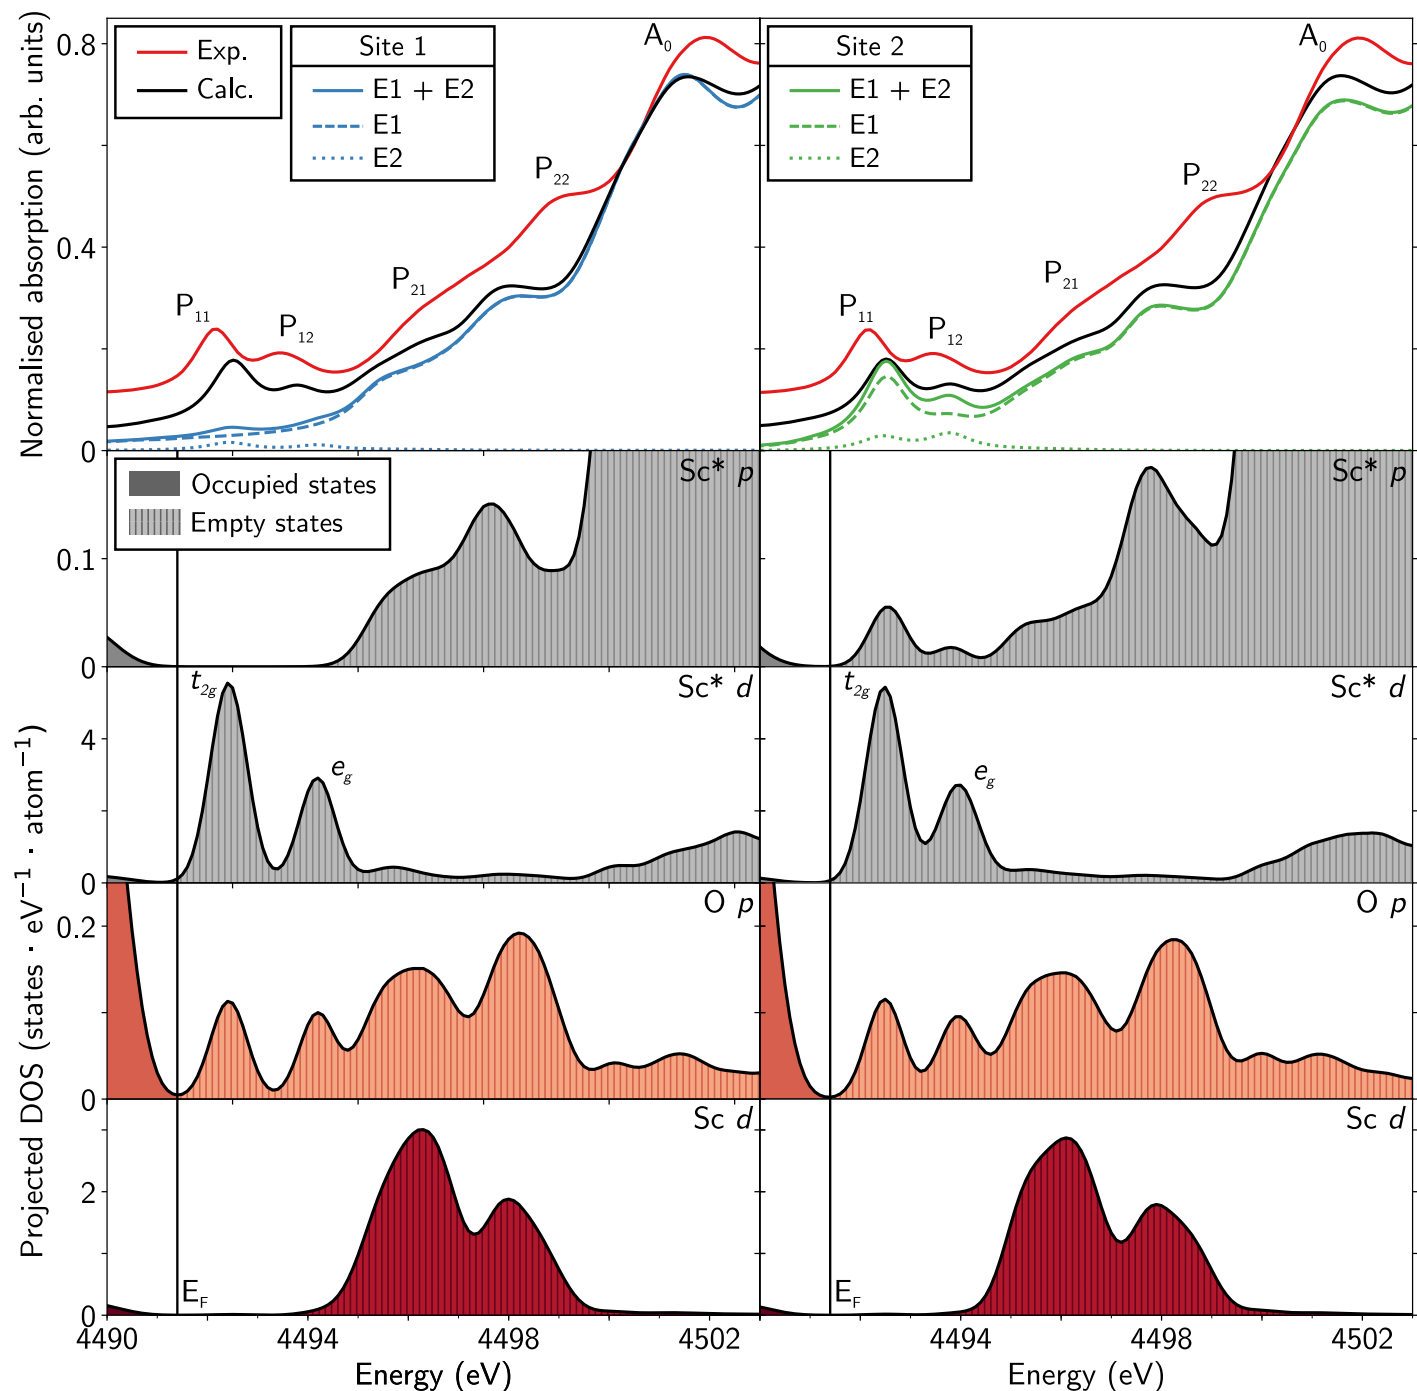 Normalised absorption (arb. units)
0.8
0.4
0
Exp.
Calc.
Site 1
E1 + E2
E1
E2
P₁₁
P₁₂
P₂₁
P₂₂
A₀
Site 2
E1 + E2
E1
E2
P₁₁
P₁₂
P₂₁
P₂₂
A₀
Projected DOS (states · eV⁻¹ · atom⁻¹)
Occupied states
Empty states
Sc* p
Sc* p
0.1
0
t₂g
eg
Sc* d
t₂g
eg
Sc* d
4
0
O p
O p
0.2
0
Sc d
Sc d
2
0
E_F
E_F
4490
4494
4498
4502
4494
4498
4502
Energy (eV)
Energy (eV)